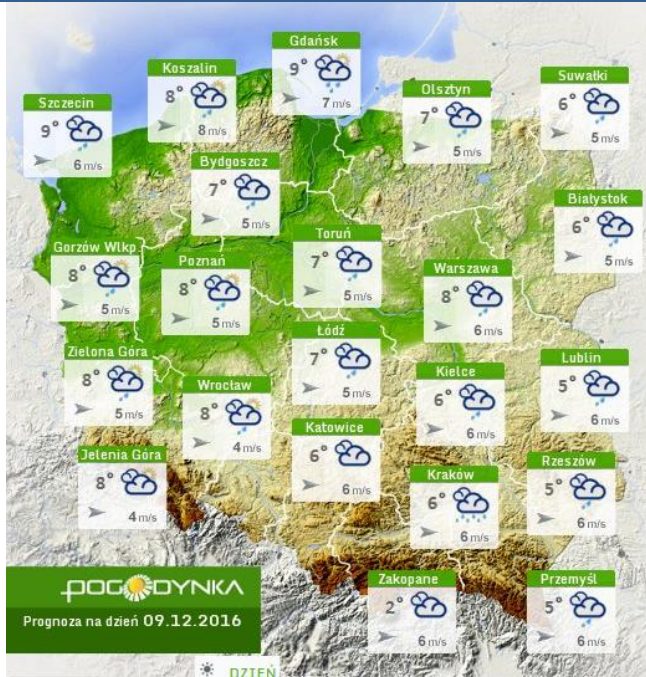 Gdańsk
9°
7 m/s
Koszalin
8°
8 m/s
Szczecin
9°
6 m/s
Olsztyn
7°
5 m/s
Suwałki
6°
5 m/s
Bydgoszcz
7°
5 m/s
Białystok
6°
5 m/s
Gorzów Wlkp.
8°
5 m/s
Poznań
8°
5 m/s
Toruń
7°
5 m/s
Warszawa
8°
6 m/s
Zielona Góra
8°
5 m/s
Wrocław
8°
4 m/s
Łódź
7°
5 m/s
Kielce
6°
6 m/s
Lublin
5°
6 m/s
Jelenia Góra
8°
4 m/s
Katowice
6°
6 m/s
Kraków
6°
6 m/s
Rzeszów
5°
6 m/s
Zakopane
2°
6 m/s
Przemyśl
5°
6 m/s
POGODYNKA
Prognoza na dzień 09.12.2016
DZIEŃ